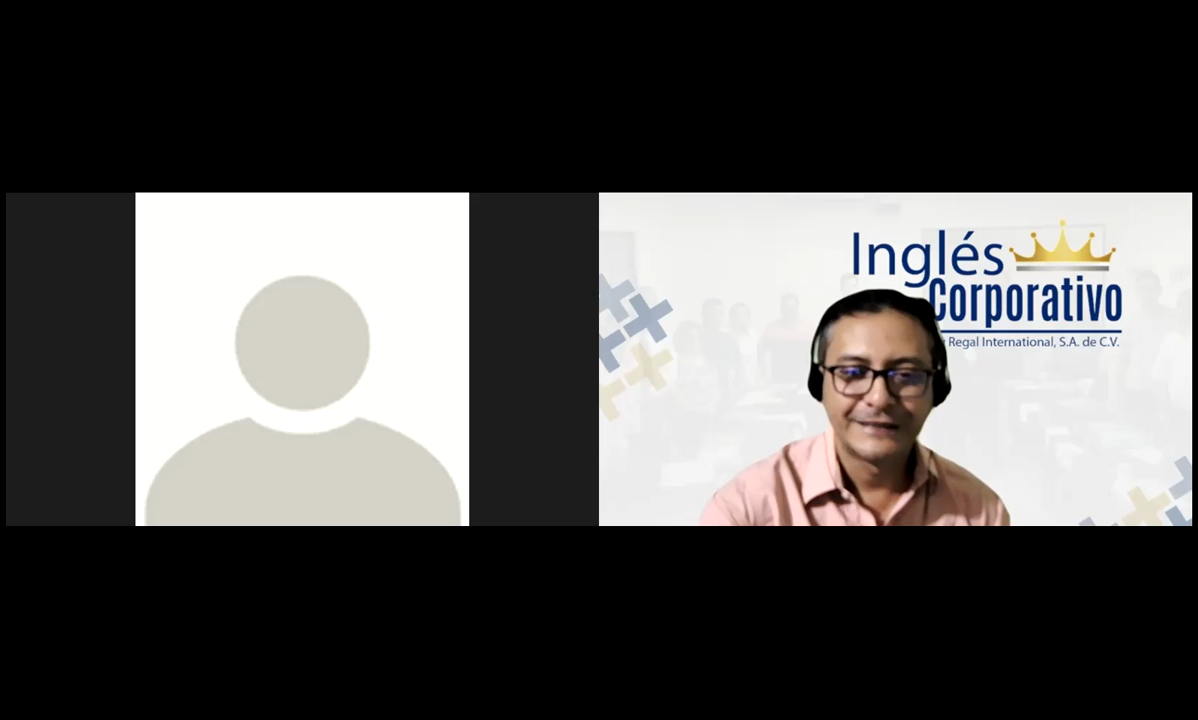 Inglés
Corporativo
Regal International, S.A. de C.V.